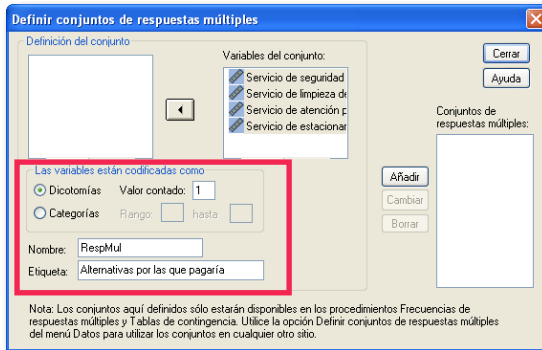 Definir conjuntos de respuestas múltiples
Definición del conjunto
Variables del conjunto:
Servicio de seguridad
Servicio de limpieza de
Servicio de atención p
Servicio de estacionar
Cerrar
Ayuda
Conjuntos de
respuestas múltiples:
Las variables están codificadas como
Dicotomías Valor contado: 1
Categorías Rango: hasta
Nombre: RespMul
Etiqueta: Alternativas por las que pagaría
Añadir
Cambiar
Borrar
Nota: Los conjuntos aquí definidos sólo estarán disponibles en los procedimientos Frecuencias de
respuestas múltiples y Tablas de contingencia. Utilice la opción Definir conjuntos de respuestas múltiples
del menú Datos para utilizar los conjuntos en cualquier otro sitio.